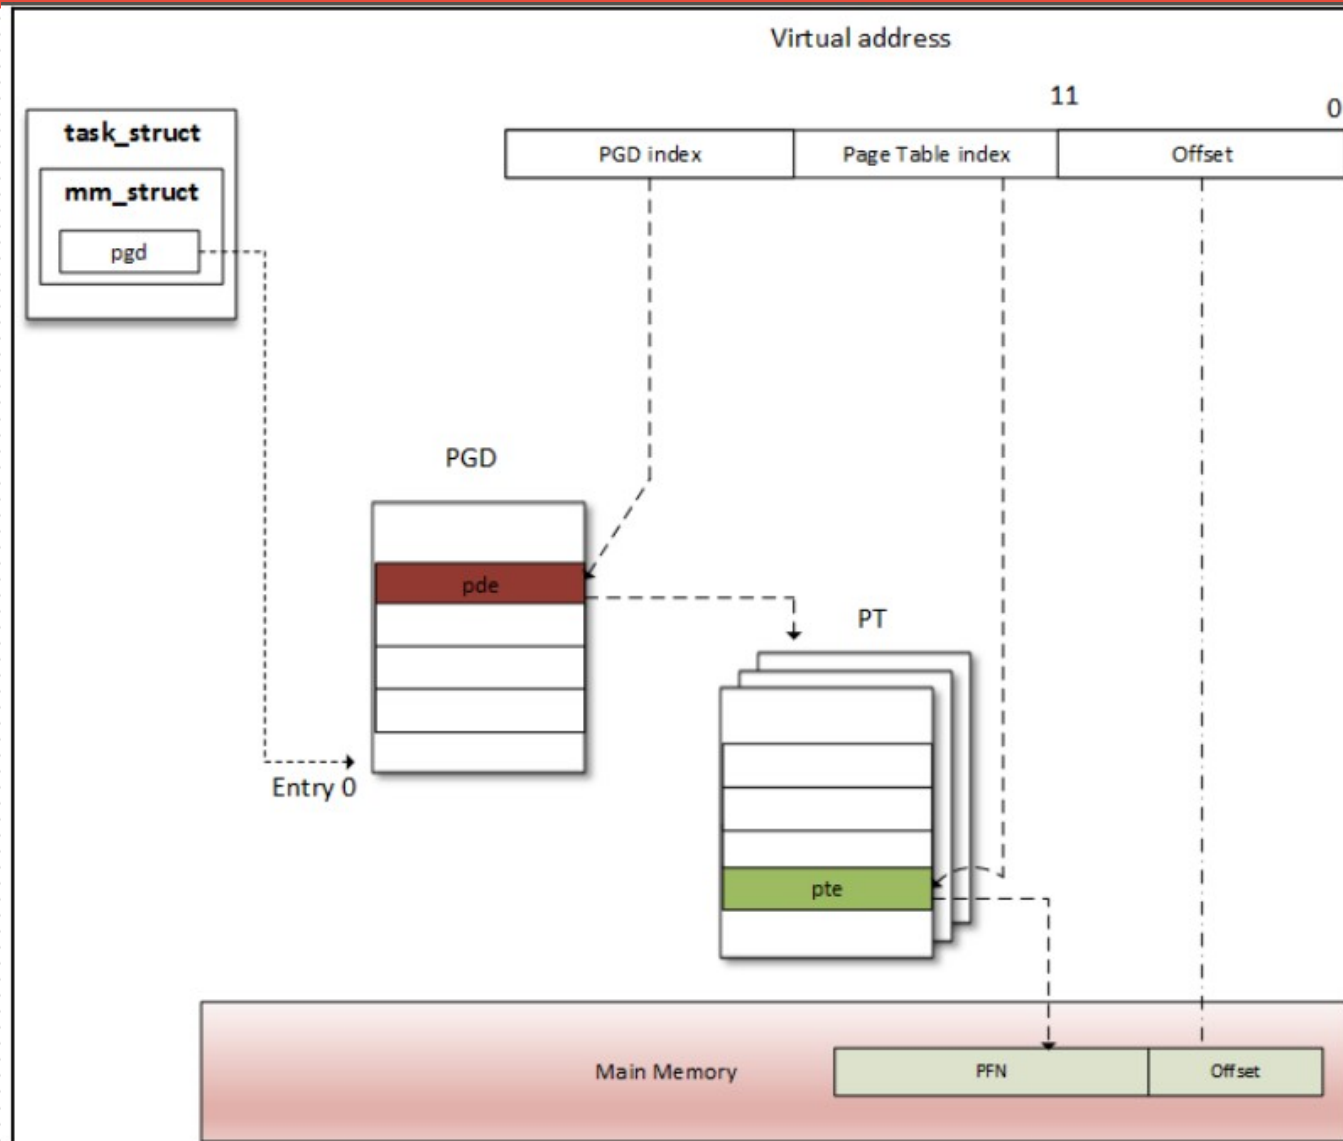 Virtual address
11
0
task_struct
PGD index
Page Table index
Offset
mm_struct
pgd
PGD
pde
PT
Entry 0
pte
Main Memory
PFN
Offset